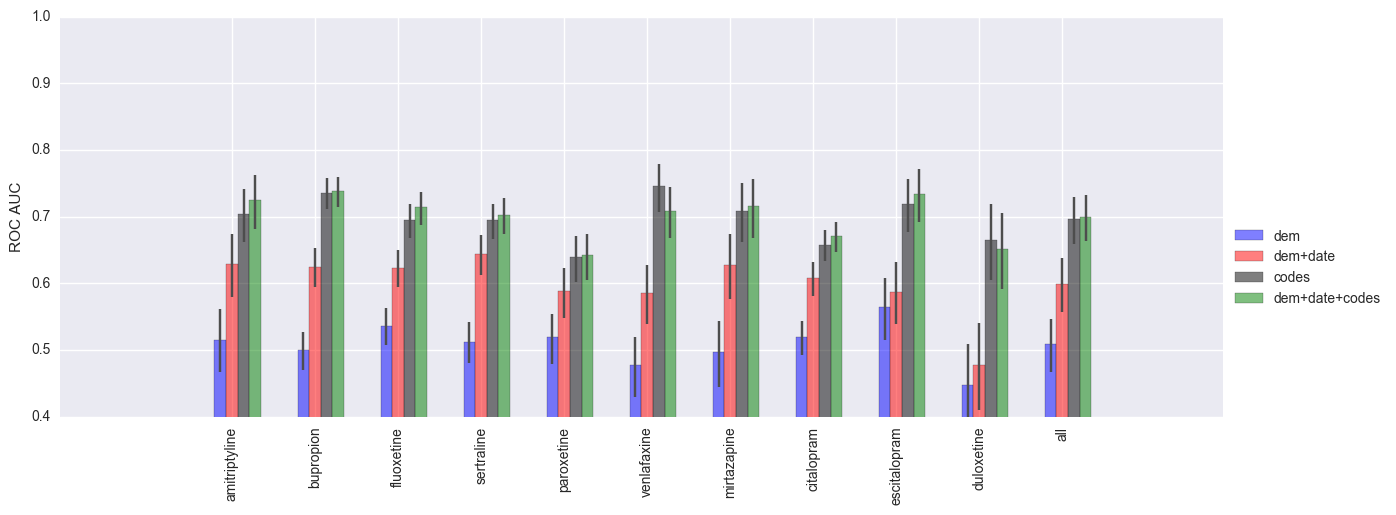 1.0
0.9
0.8
0.7
0.6
0.5
0.4
ROC AUC
amitriptyline
bupropion
fluoxetine
sertraline
paroxetine
venlafaxine
mirtazapine
citalopram
escitalopram
duloxetine
all
dem
dem+date
codes
dem+date+codes